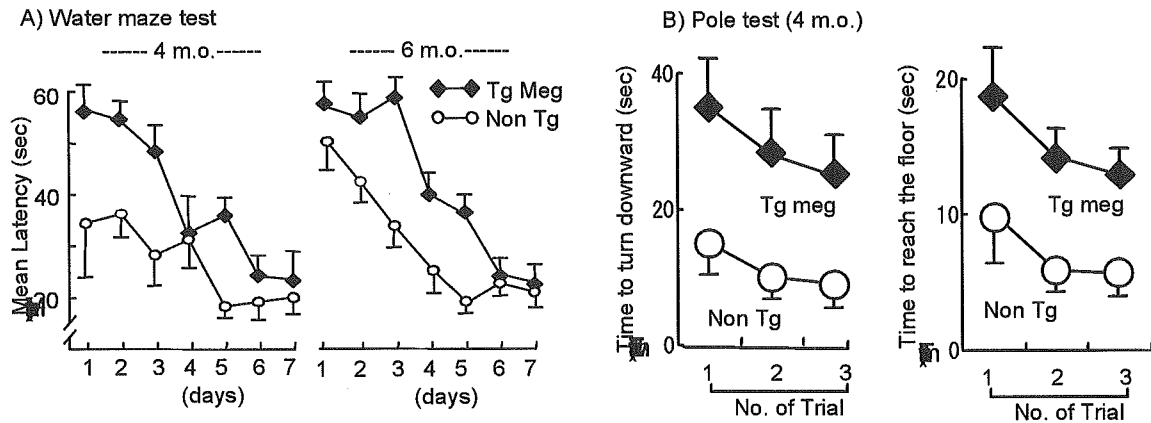 A) Water maze test
------ 4 m.o.------
------ 6 m.o.------
Tg Meg
Non Tg
Mean Latency (sec)
60
40
20
1 2 3 4 5 6 7
(days)
1 2 3 4 5 6 7
(days)
B) Pole test (4 m.o.)
Time to turn downward (sec)
40
20
0
Tg meg
Non Tg
1 2 3
No. of Trial
Time to reach the floor (sec)
20
10
0
Tg meg
Non Tg
1 2 3
No. of Trial